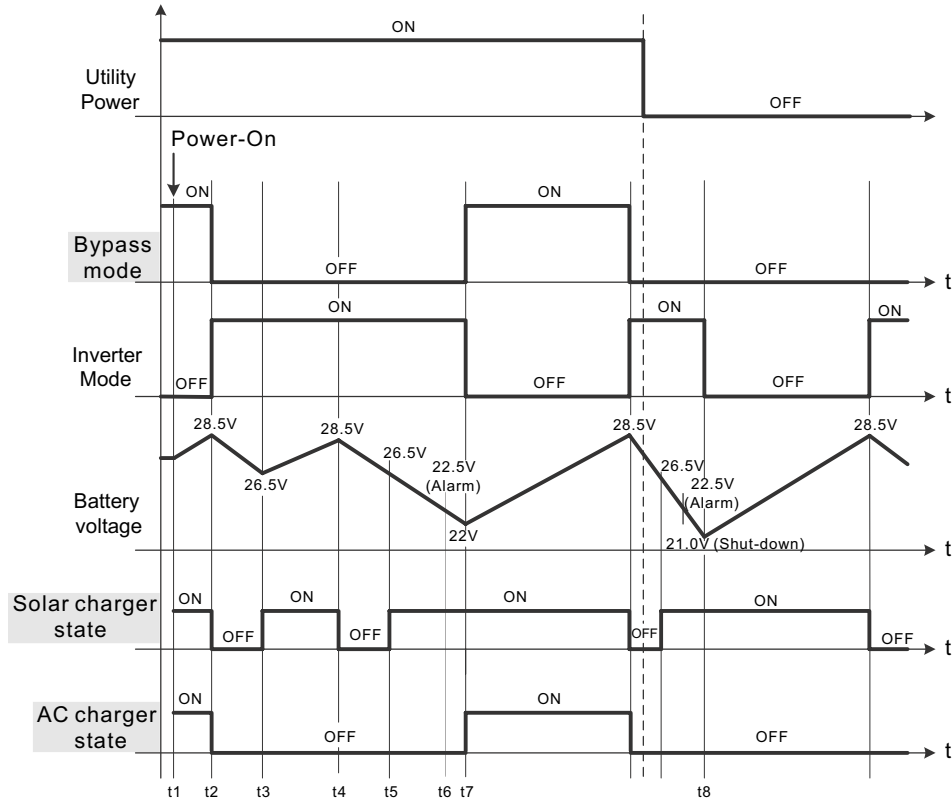 ON
Utility
Power
OFF
Power-On
ON
ON
Bypass
mode
OFF
OFF
t
ON
ON
ON
Inverter
Mode
OFF
OFF
OFF
t
28.5V
28.5V
28.5V
28.5V
26.5V
26.5V
22.5V
(Alarm)
26.5V
22.5V
(Alarm)
Battery
voltage
22V
21.0V (Shut-down)
t
Solar charger
state
ON
ON
ON
ON
OFF
OFF
OFF
OFF
t
AC charger
state
ON
ON
OFF
OFF
t
t1
t2
t3
t4
t5
t6
t7
t8